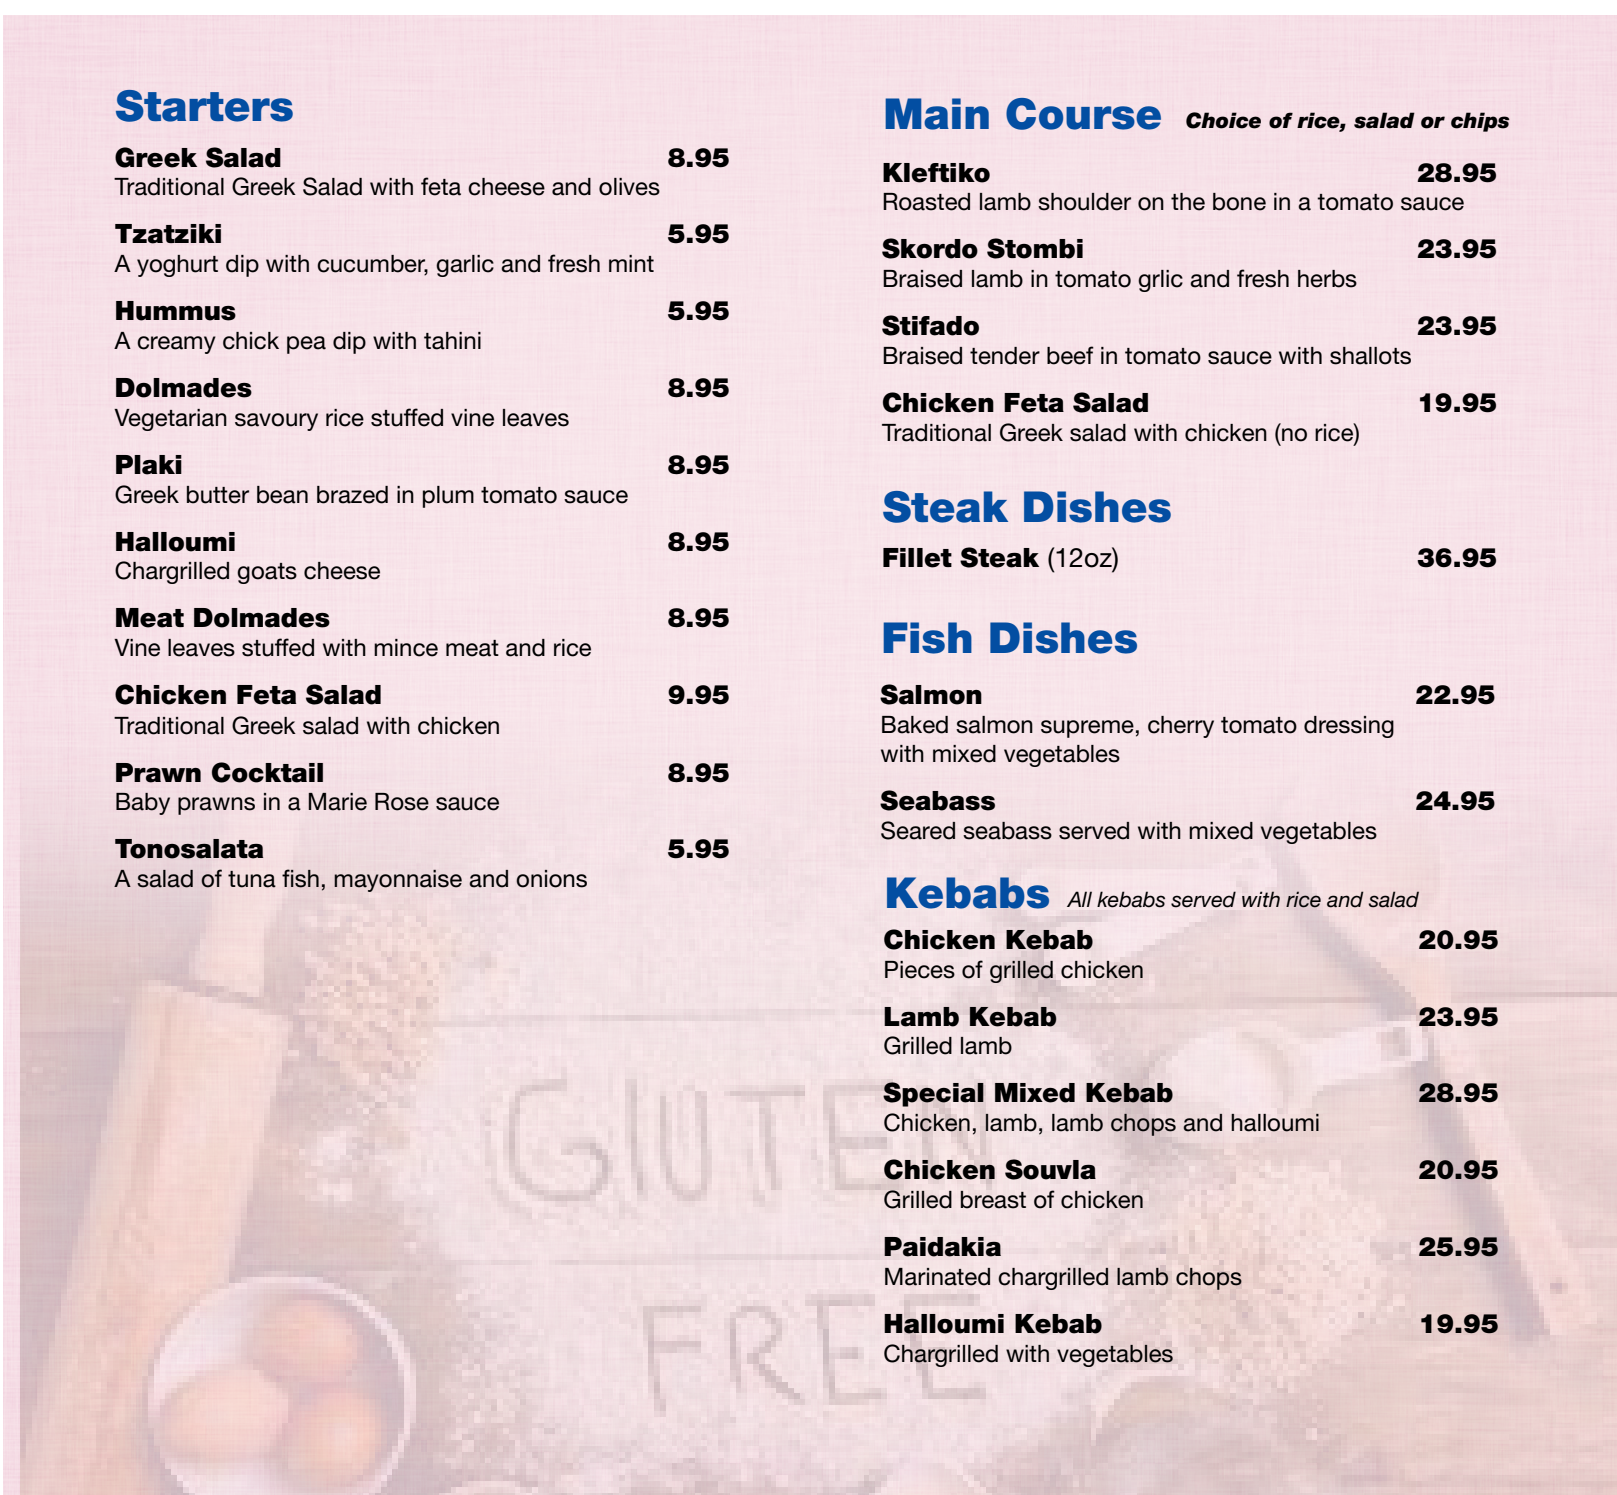 Starters
Greek Salad 8.95
Traditional Greek Salad with feta cheese and olives
Tzatziki 5.95
A yoghurt dip with cucumber, garlic and fresh mint
Hummus 5.95
A creamy chick pea dip with tahini
Dolmades 8.95
Vegetarian savoury rice stuffed vine leaves
Plaki 8.95
Greek butter bean brazed in plum tomato sauce
Halloumi 8.95
Chargrilled goats cheese
Meat Dolmades 8.95
Vine leaves stuffed with mince meat and rice
Chicken Feta Salad 9.95
Traditional Greek salad with chicken
Prawn Cocktail 8.95
Baby prawns in a Marie Rose sauce
Tonosalata 5.95
A salad of tuna fish, mayonnaise and onions
Main Course Choice of rice, salad or chips
Kleftiko 28.95
Roasted lamb shoulder on the bone in a tomato sauce
Skordo Stombi 23.95
Braised lamb in tomato grlic and fresh herbs
Stifado 23.95
Braised tender beef in tomato sauce with shallots
Chicken Feta Salad 19.95
Traditional Greek salad with chicken (no rice)
Steak Dishes
Fillet Steak (12oz) 36.95
Fish Dishes
Salmon 22.95
Baked salmon supreme, cherry tomato dressing
with mixed vegetables
Seabass 24.95
Seared seabass served with mixed vegetables
Kebabs All kebabs served with rice and salad
Chicken Kebab 20.95
Pieces of grilled chicken
Lamb Kebab 23.95
Grilled lamb
Special Mixed Kebab 28.95
Chicken, lamb, lamb chops and halloumi
Chicken Souvla 20.95
Grilled breast of chicken
Paidakia 25.95
Marinated chargrilled lamb chops
Halloumi Kebab 19.95
Chargrilled with vegetables
GlUTEN
FREE